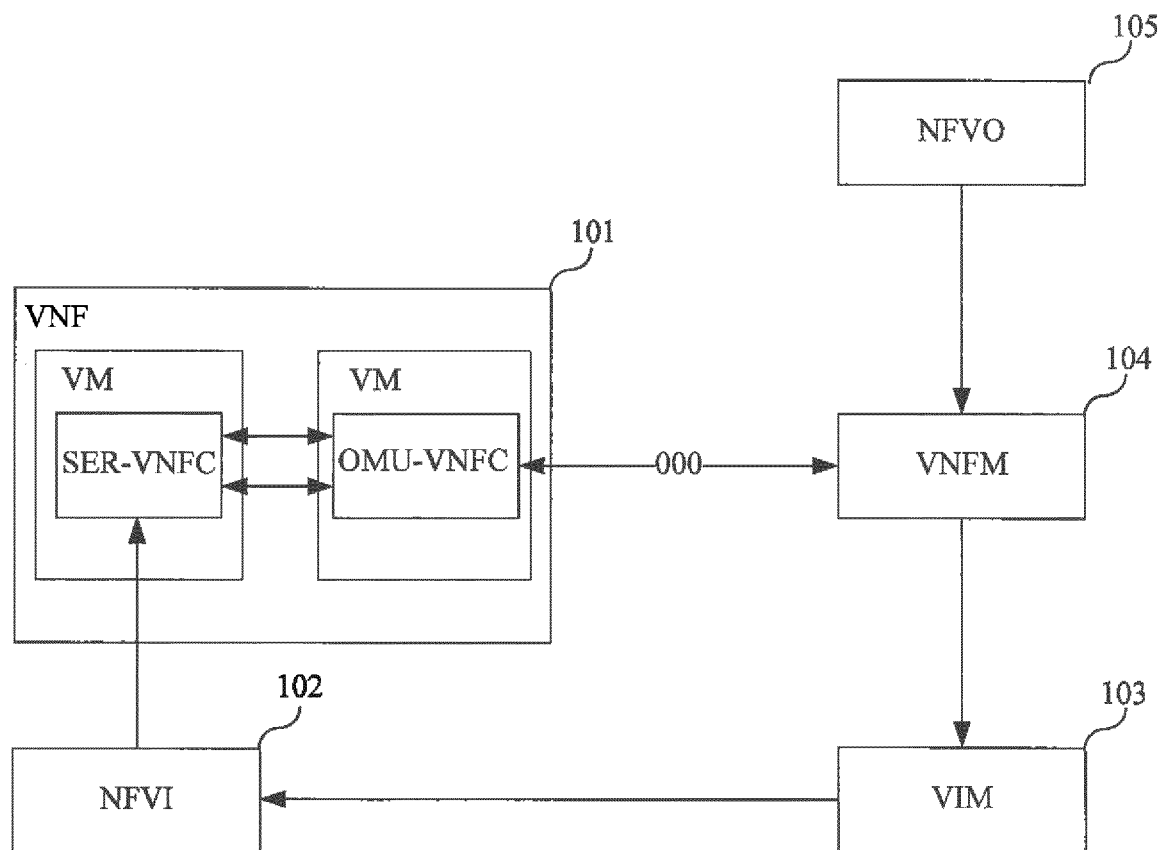 105
NFVO
101
VNF
VM
VM
104
SER-VNFC
OMU-VNFC
000
VNFM
102
103
NFVI
VIM